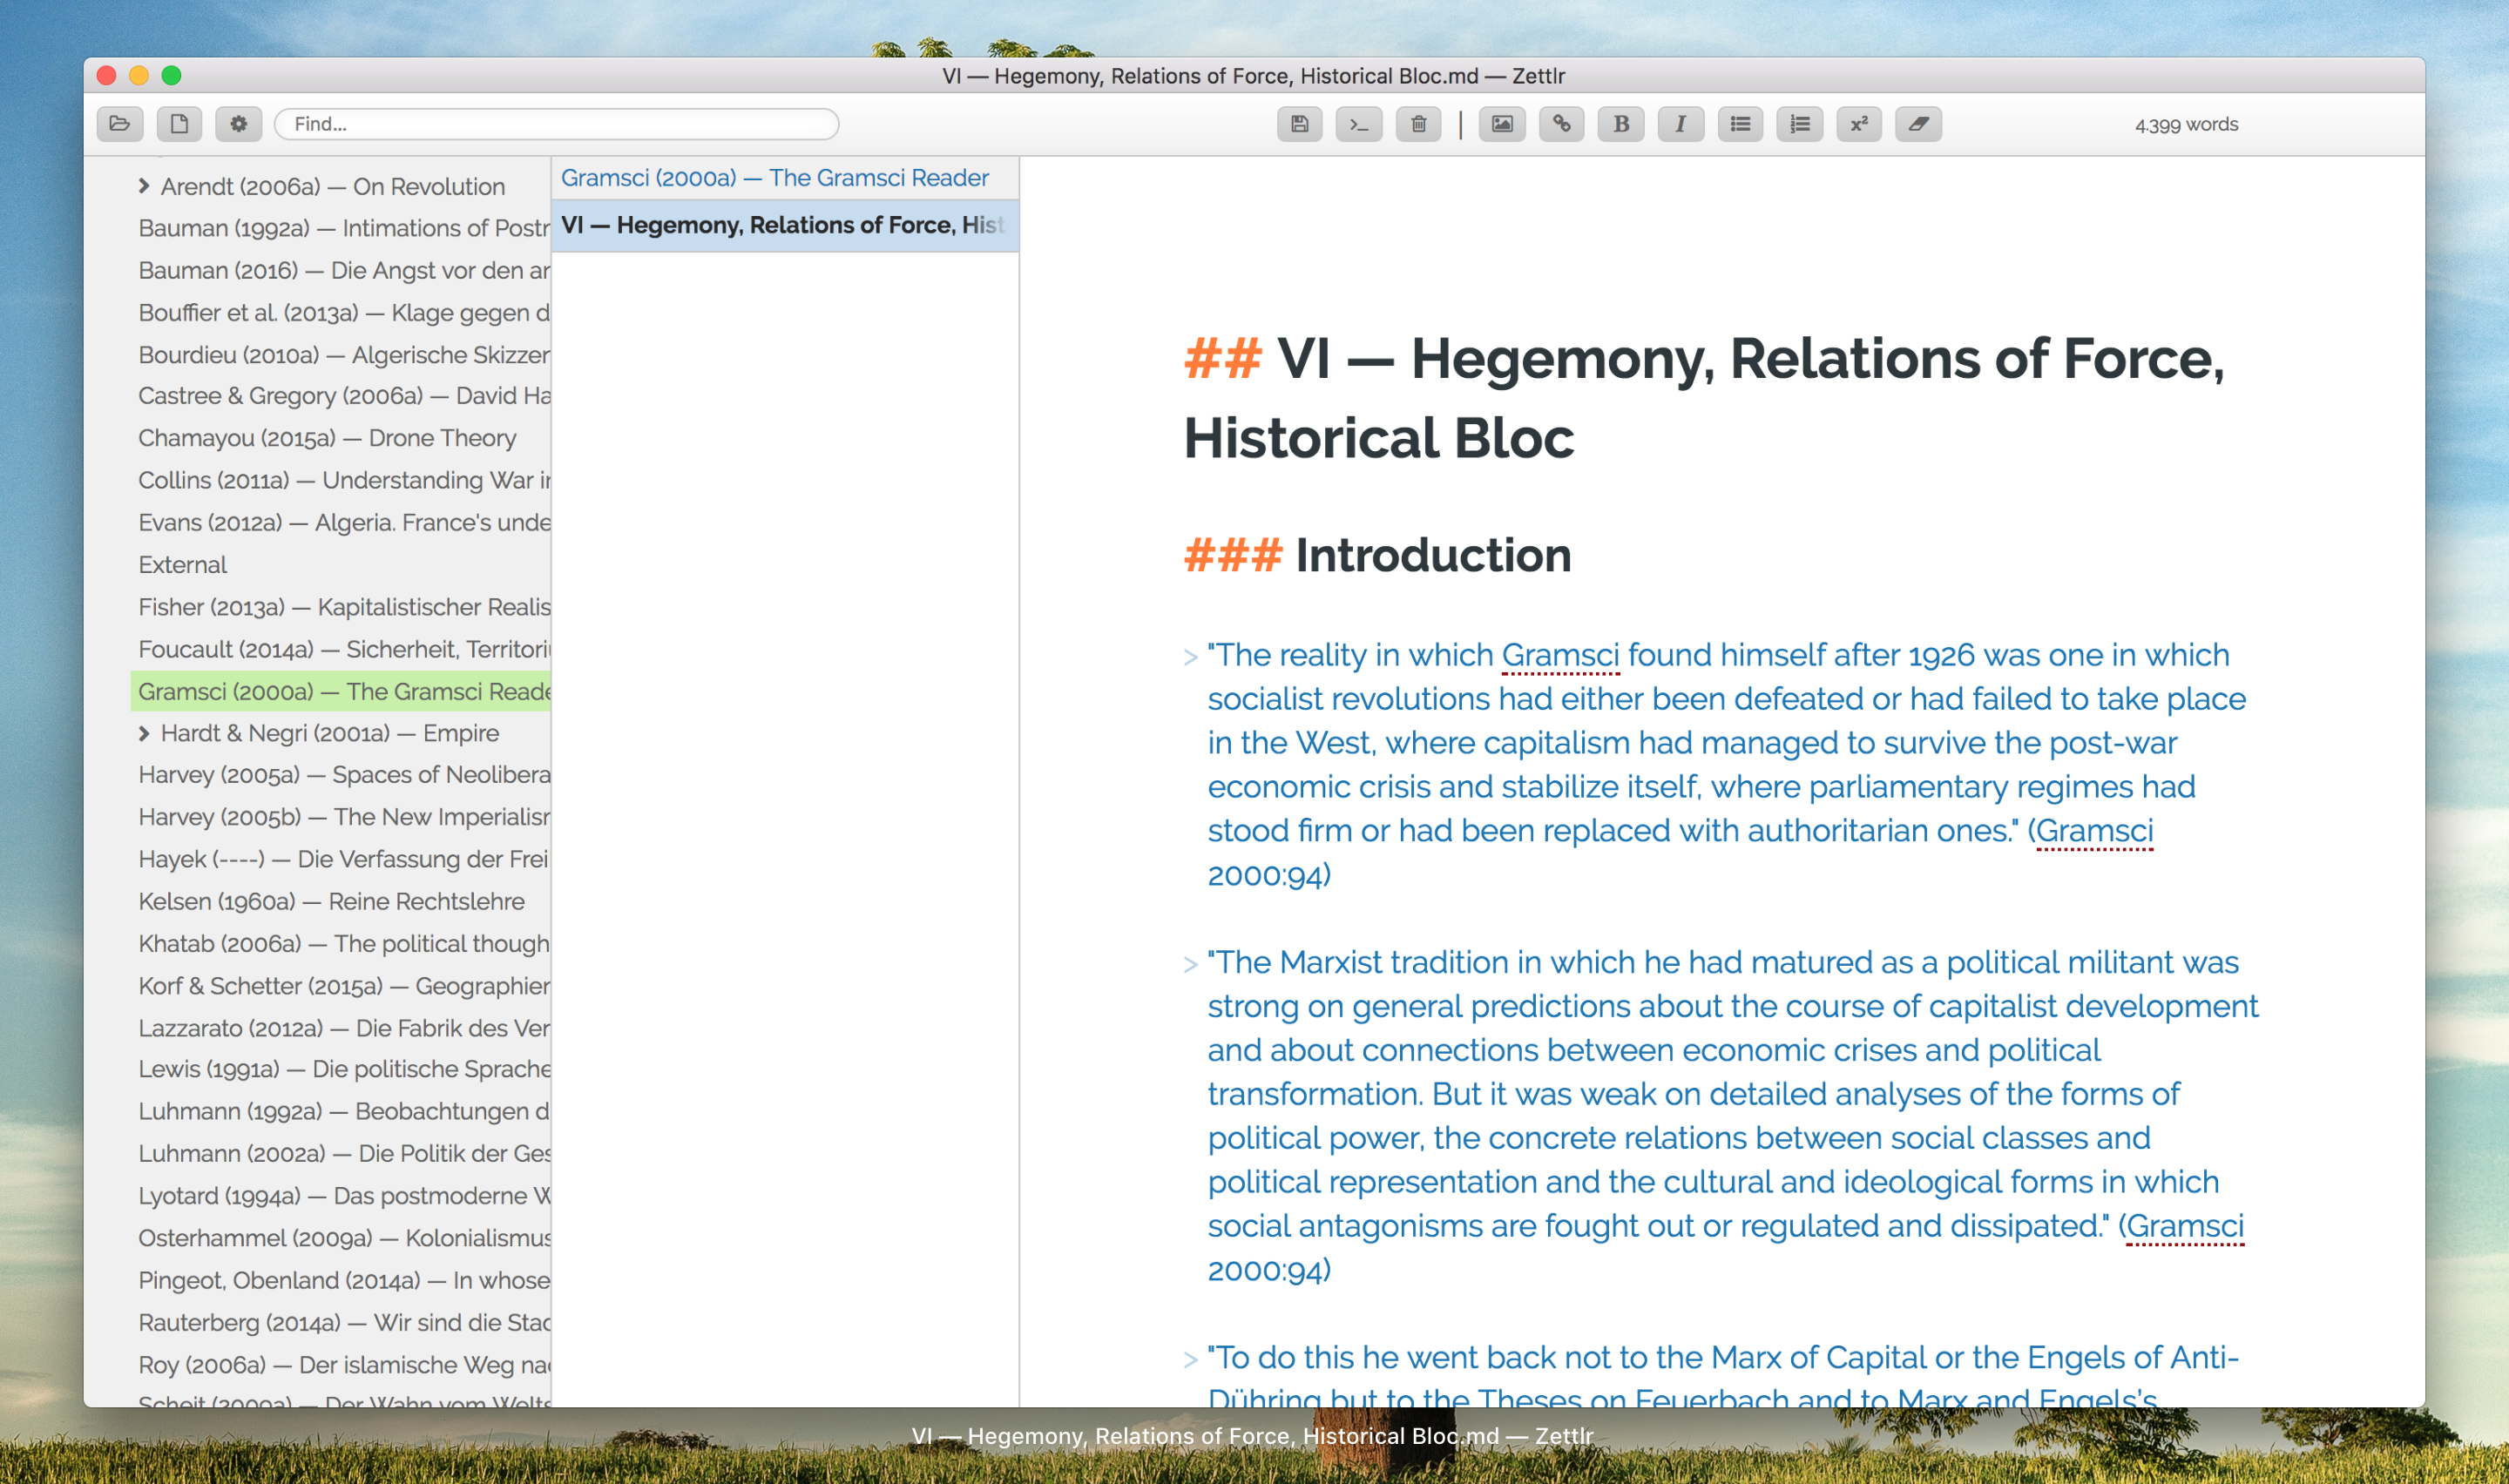 VI — Hegemony, Relations of Force, Historical Bloc.md — Zettlr
Find...
B
I
x²
4.399 words
Arendt (2006a) — On Revolution
Bauman (1992a) — Intimations of Postr
Bauman (2016) — Die Angst vor den ar
Bouffier et al. (2013a) — Klage gegen d
Bourdieu (2010a) — Algerische Skizzer
Castree & Gregory (2006a) — David Ha
Chamayou (2015a) — Drone Theory
Collins (2011a) — Understanding War ir
Evans (2012a) — Algeria. France's unde
External
Fisher (2013a) — Kapitalistischer Realis
Foucault (2014a) — Sicherheit, Territori
Gramsci (2000a) — The Gramsci Reade
Hardt & Negri (2001a) — Empire
Harvey (2005a) — Spaces of Neolibera
Harvey (2005b) — The New Imperialisr
Hayek (----) — Die Verfassung der Frei
Kelsen (1960a) — Reine Rechtslehre
Khatab (2006a) — The political though
Korf & Schetter (2015a) — Geographier
Lazzarato (2012a) — Die Fabrik des Ver
Lewis (1991a) — Die politische Sprache
Luhmann (1992a) — Beobachtungen d
Luhmann (2002a) — Die Politik der Ges
Lyotard (1994a) — Das postmoderne W
Osterhammel (2009a) — Kolonialismus
Pingeot, Obenland (2014a) — In whose
Rauterberg (2014a) — Wir sind die Stad
Roy (2006a) — Der islamische Weg nac
Scheit (2009a) — Der Wahn vom Welts
Gramsci (2000a) — The Gramsci Reader
VI — Hegemony, Relations of Force, Hist
## VI — Hegemony, Relations of Force,
Historical Bloc
### Introduction
> "The reality in which Gramsci found himself after 1926 was one in which
socialist revolutions had either been defeated or had failed to take place
in the West, where capitalism had managed to survive the post-war
economic crisis and stabilize itself, where parliamentary regimes had
stood firm or had been replaced with authoritarian ones." (Gramsci
2000:94)
> "The Marxist tradition in which he had matured as a political militant was
strong on general predictions about the course of capitalist development
and about connections between economic crises and political
transformation. But it was weak on detailed analyses of the forms of
political power, the concrete relations between social classes and
political representation and the cultural and ideological forms in which
social antagonisms are fought out or regulated and dissipated." (Gramsci
2000:94)
> "To do this he went back not to the Marx of Capital or the Engels of Anti-
Dühring but to the Theses on Feuerbach and to Marx and Engels's
VI — Hegemony, Relations of Force, Historical Bloc.md — Zettlr